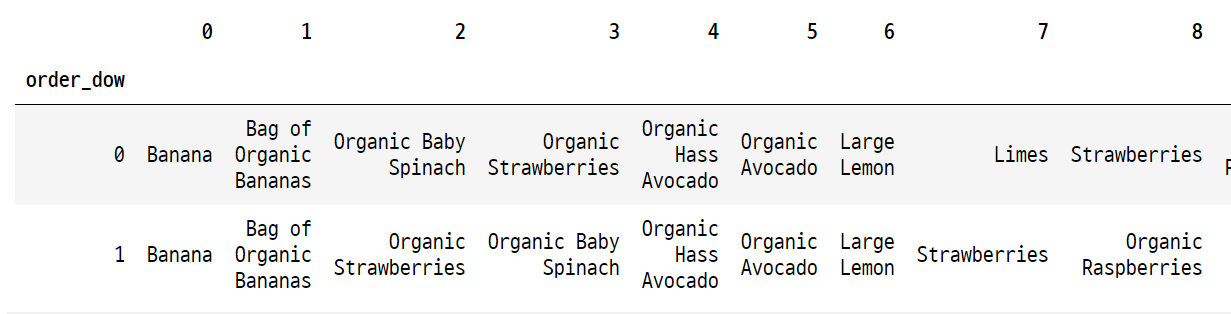 0 1 2 3 4 5 6 7 8
order_dow
0 Banana Bag of Organic Bananas Organic Baby Spinach Organic Strawberries Organic Hass Avocado Organic Avocado Large Lemon Limes Strawberries
1 Banana Bag of Organic Bananas Organic Strawberries Organic Baby Spinach Organic Hass Avocado Organic Avocado Large Lemon Strawberries Organic Raspberries